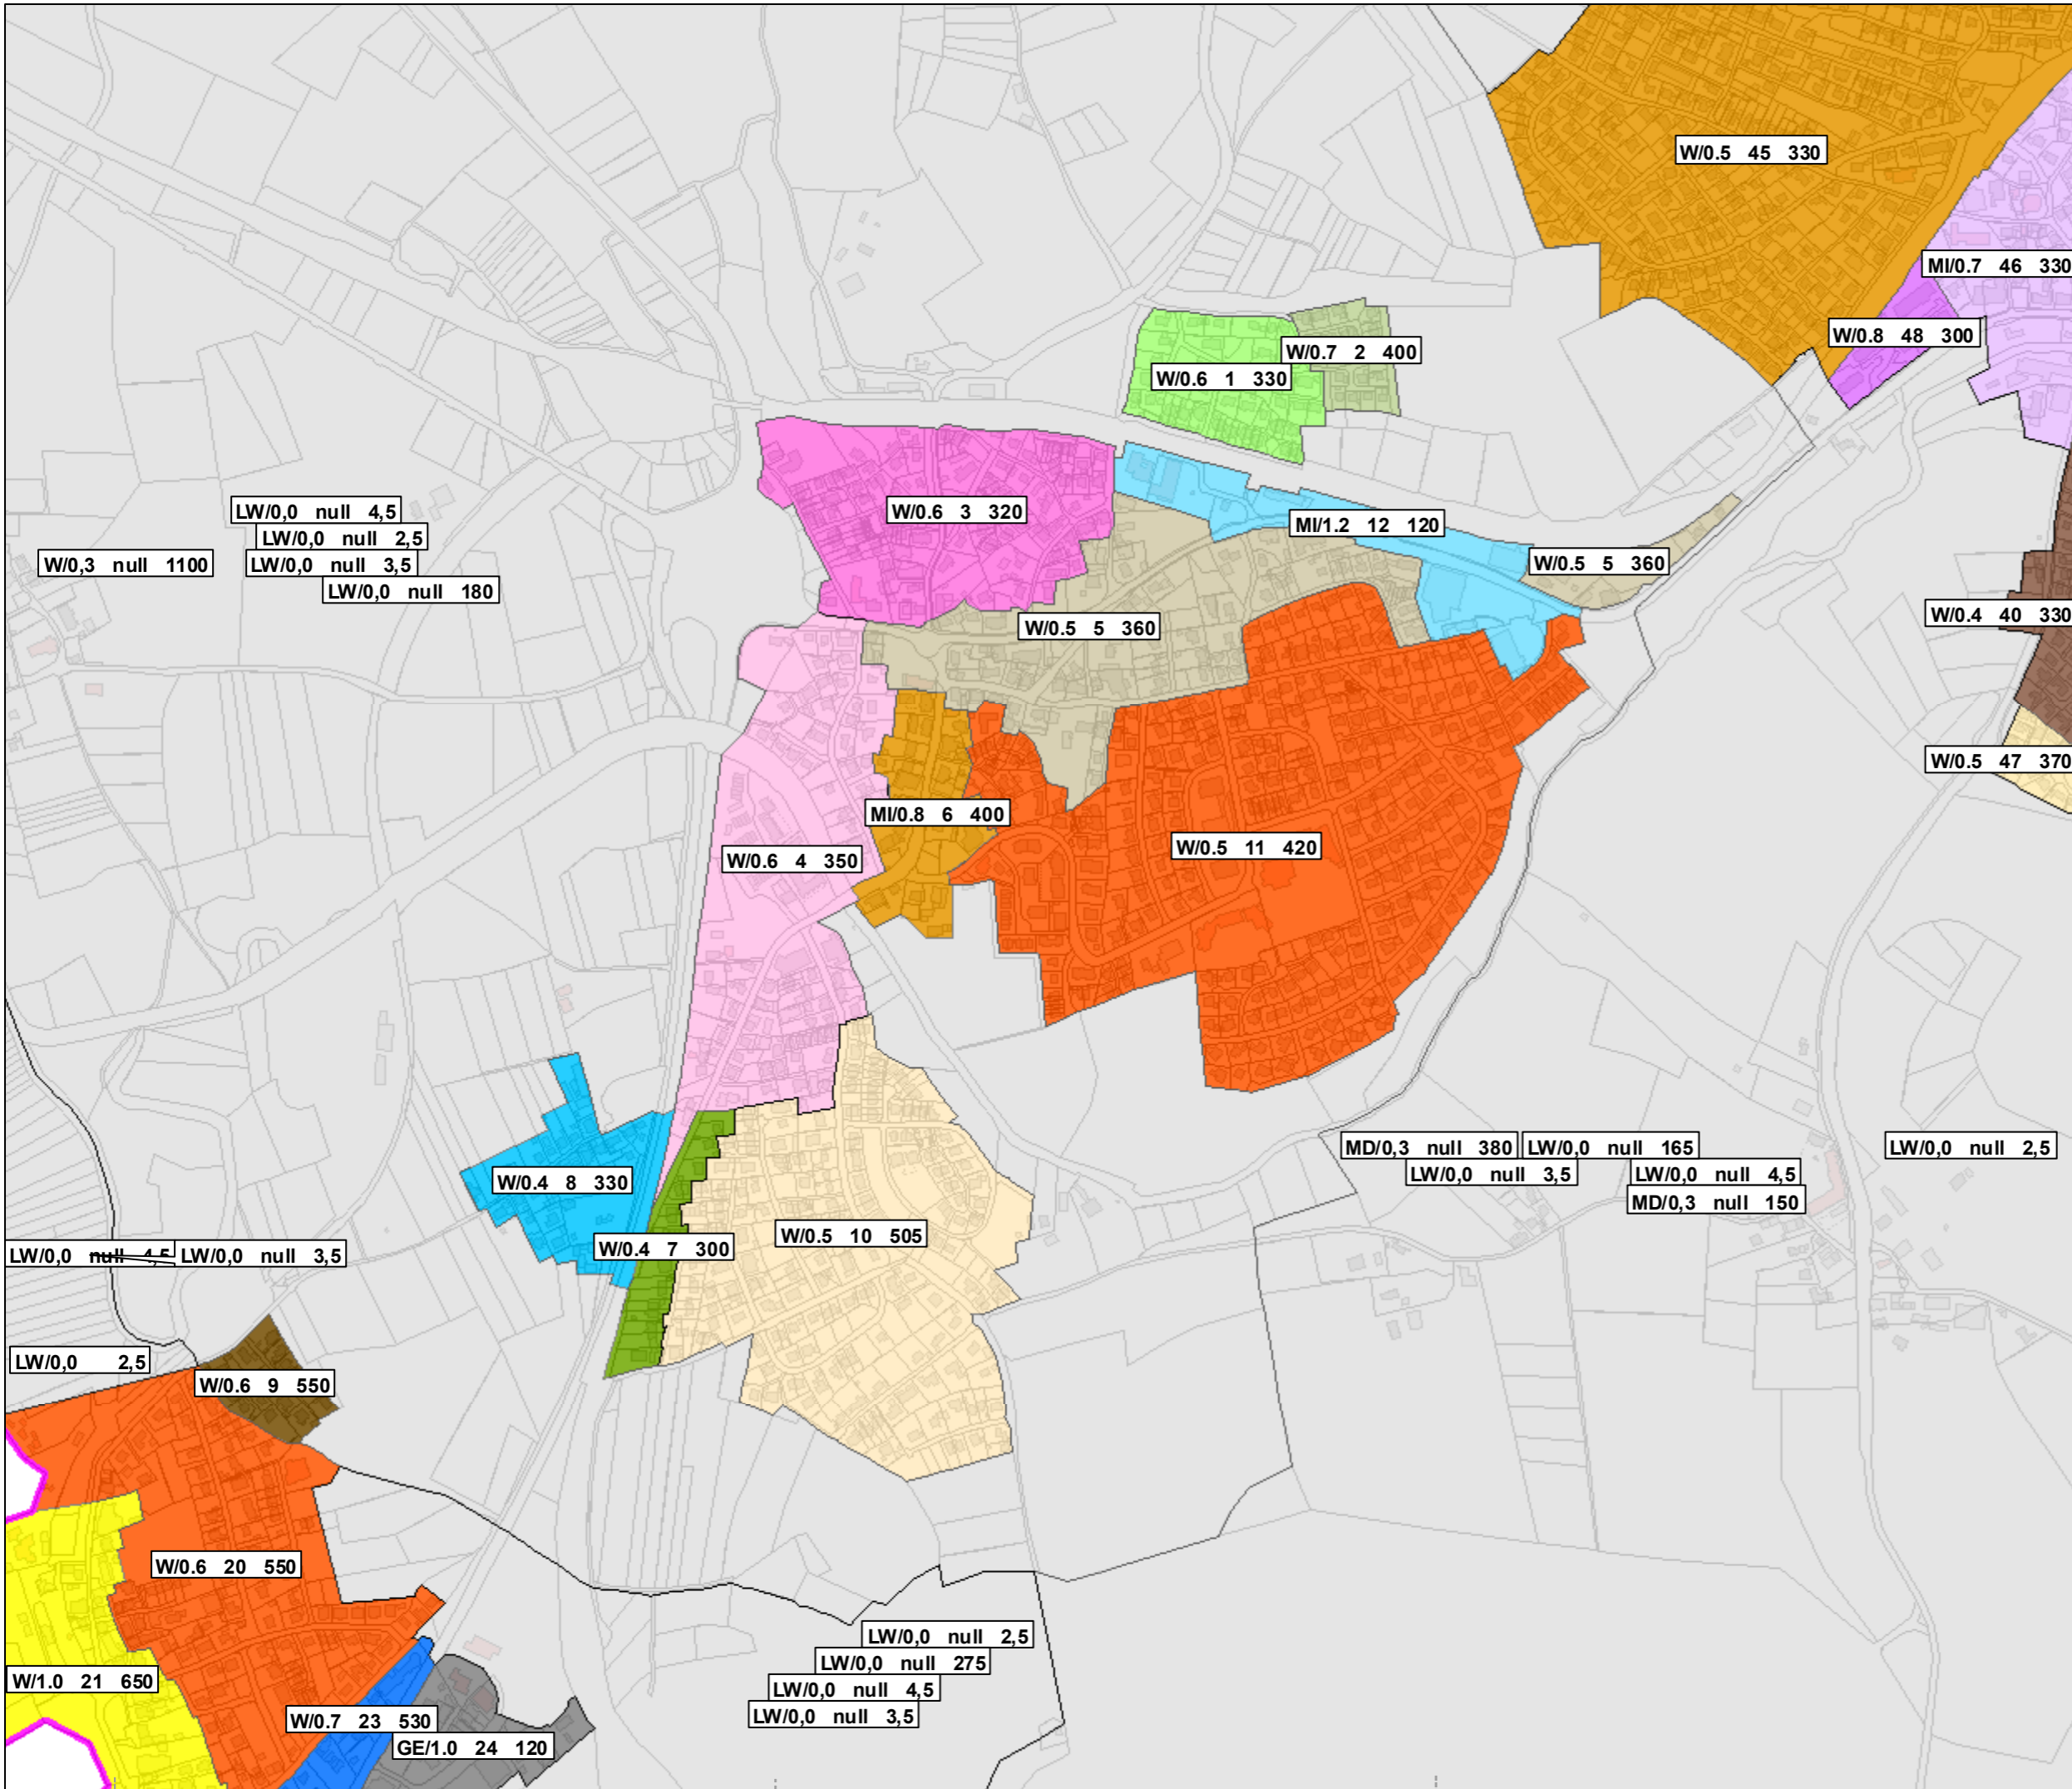 W/0.5 45 330
MI/0.7 46 330
W/0.8 48 300
W/0.7 2 400
W/0.6 1 330
W/0.6 3 320
LW/0,0 null 4,5
MI/1.2 12 120
LW/0,0 null 2,5
W/0,3 null 1100
LW/0,0 null 3,5
W/0.5 5 360
LW/0,0 null 180
W/0.4 40 330
W/0.5 5 360
W/0.5 47 370
MI/0.8 6 400
W/0.5 11 420
W/0.6 4 350
MD/0,3 null 380
LW/0,0 null 165
LW/0,0 null 2,5
LW/0,0 null 3,5
LW/0,0 null 4,5
W/0.4 8 330
MD/0,3 null 150
W/0.5 10 505
W/0.4 7 300
LW/0,0 null 4,5
LW/0,0 null 3,5
LW/0,0 2,5
W/0.6 9 550
W/0.6 20 550
LW/0,0 null 2,5
LW/0,0 null 275
W/1.0 21 650
LW/0,0 null 4,5
LW/0,0 null 3,5
W/0.7 23 530
GE/1.0 24 120